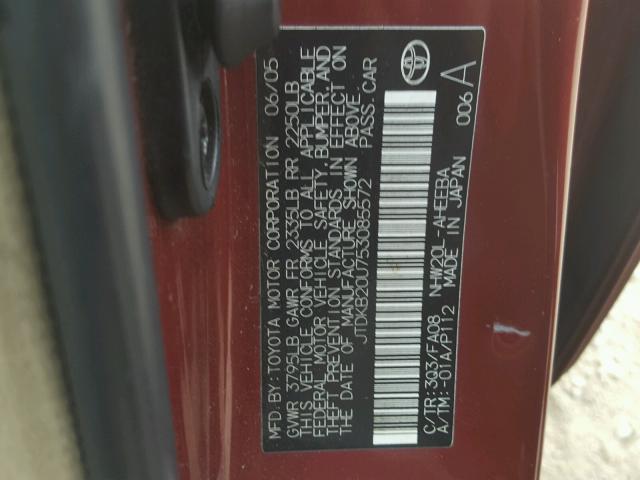 MFD. BY: TOYOTA MOTOR CORPORATION 06/05
GVWR 3795LB GAWR FR 2335LB RR 2250LB
THIS VEHICLE CONFORMS TO ALL APPLICABLE
FEDERAL MOTOR VEHICLE SAFETY, BUMPER, AND
THEFT PREVENTION STANDARDS IN EFFECT ON
THE DATE OF MANUFACTURE SHOWN ABOVE.
JTDKB20U753085572 PASS. CAR
C/TR: 3Q3/FA08 NHW20L-AHEEBA
A/TM: -01A/P112 MADE IN JAPAN
006 A